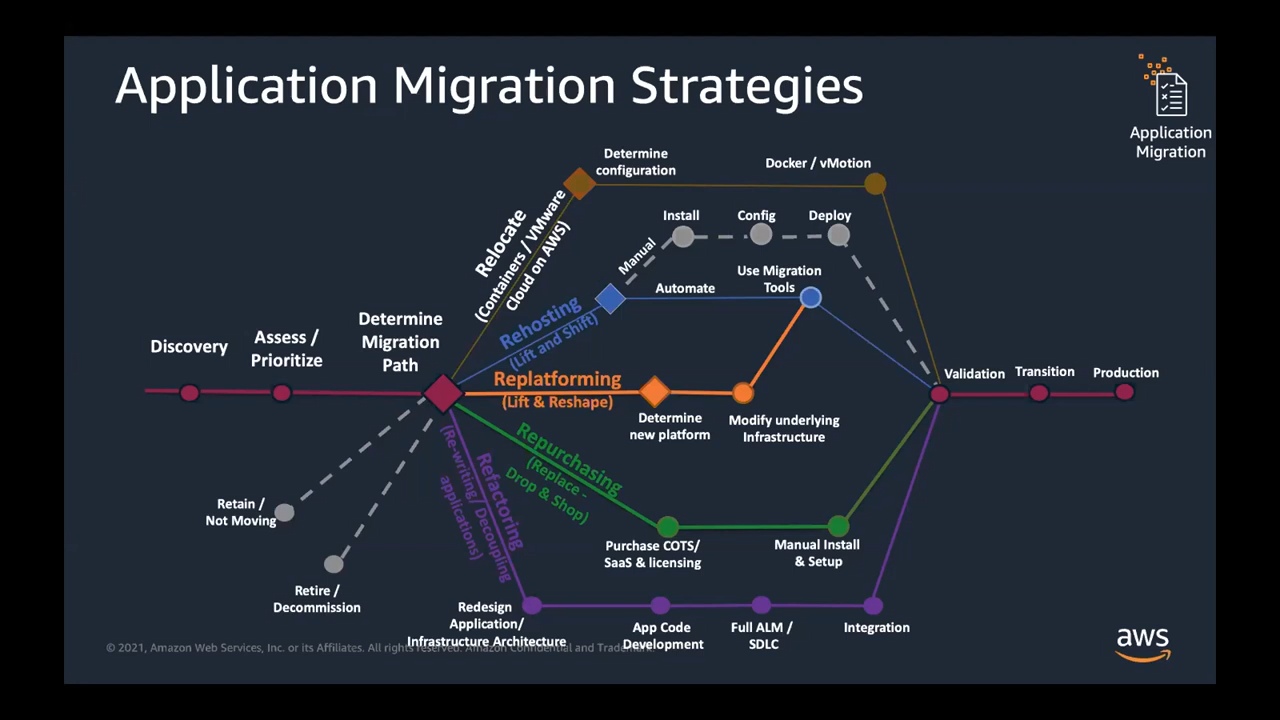 Application Migration Strategies
Application
Migration
Determine
configuration
Docker / vMotion
Relocate
(Containers / VMware
Cloud on AWS)
Install
Config
Deploy
Manual
Automate
Use Migration
Tools
Rehosting
(Lift and Shift)
Discovery
Assess /
Prioritize
Determine
Migration
Path
Replatforming
(Lift & Reshape)
Determine
new platform
Modify underlying
Infrastructure
Validation
Transition
Production
Repurchasing
(Replace -
Drop & Shop)
Purchase COTS/
SaaS & licensing
Manual Install
& Setup
Refactoring
(Re-writing/ Decoupling
applications)
Retain /
Not Moving
Retire /
Decommission
Redesign
Application/
Infrastructure Architecture
App Code
Development
Full ALM /
SDLC
Integration
© 2021, Amazon Web Services, Inc. or its Affiliates. All rights reserved. Amazon Confidential and Trademark.
aws